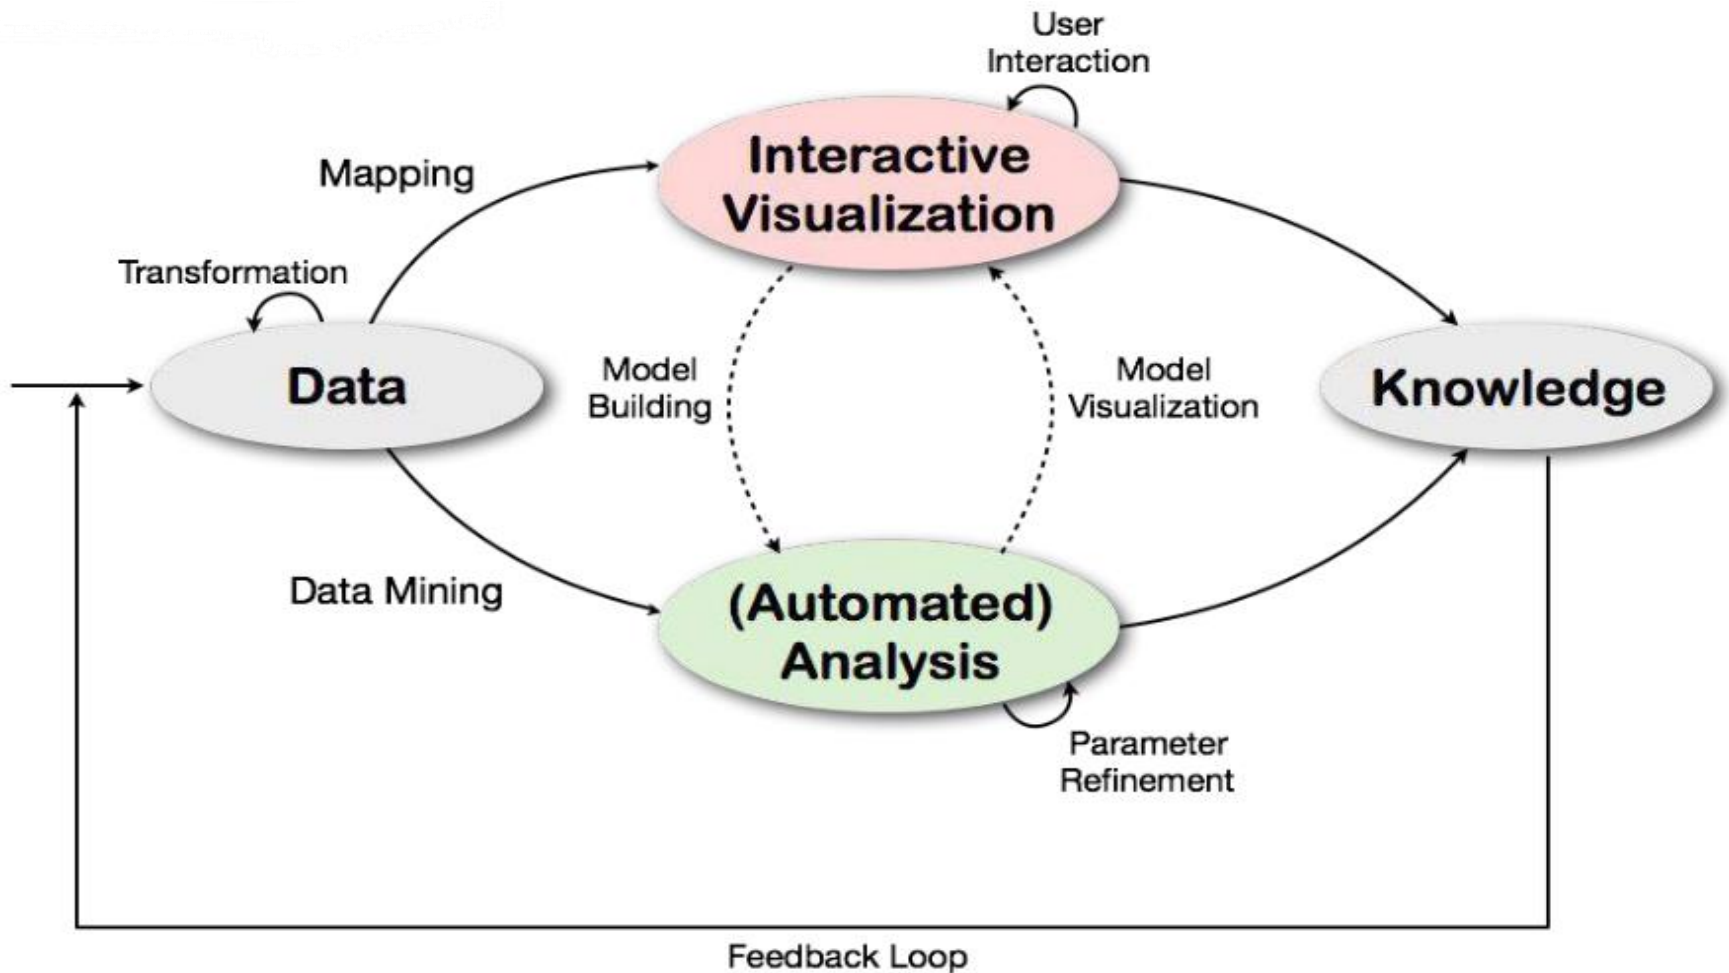 User
Interaction
Interactive
Visualization
Mapping
Transformation
Data
Model
Building
Model
Visualization
Knowledge
Data Mining
(Automated)
Analysis
Parameter
Refinement
Feedback Loop